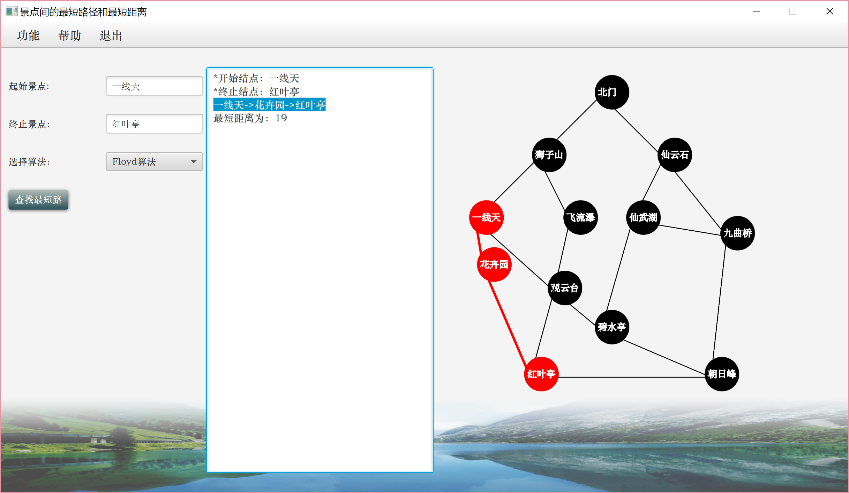 景点间的最短路径和最短距离
功能 帮助 退出
起始景点: 一线天
终止景点: 红叶亭
选择算法: Floyd算法
查找最短路
*开始结点: 一线天
*终止结点: 红叶亭
一线天->花卉园->红叶亭
最短距离为: 19
北门
狮子山
仙云石
一线天
飞流瀑
仙武湖
九曲桥
花卉园
观云台
碧水亭
红叶亭
朝日峰